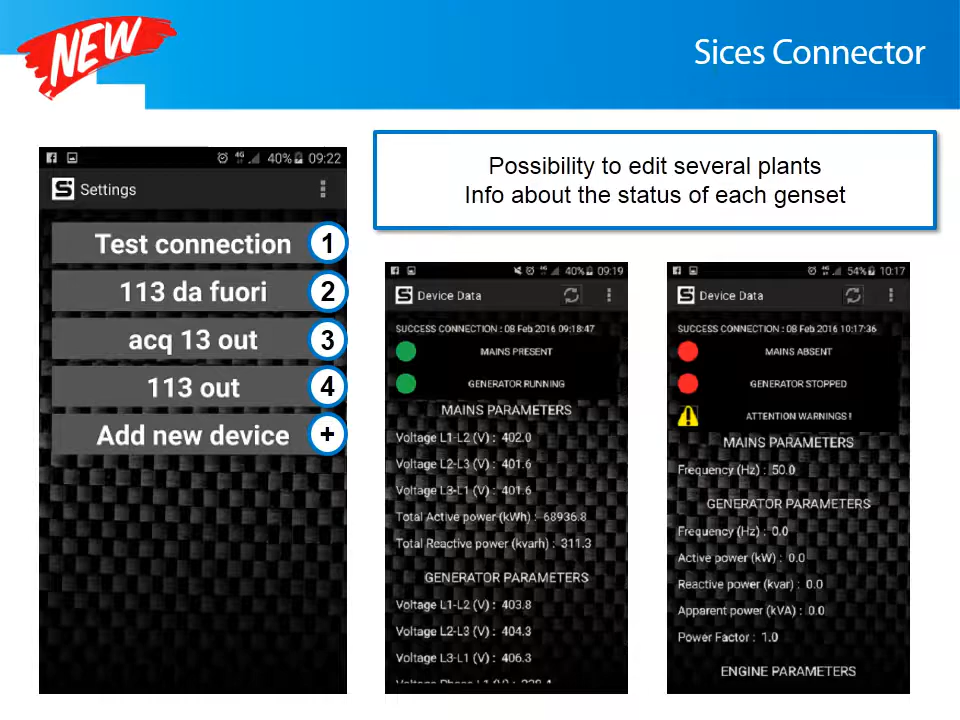 NEW
Sices Connector
Possibility to edit several plants
Info about the status of each genset
40% 09:22
Settings
Test connection 1
113 da fuori 2
acq 13 out 3
113 out 4
Add new device +
4G 40% 09:19
Device Data
SUCCESS CONNECTION : 08 Feb 2016 09:18:47
MAINS PRESENT
GENERATOR RUNNING
MAINS PARAMETERS
Voltage L1-L2 (V) : 402.0
Voltage L2-L3 (V) : 401.6
Voltage L3-L1 (V) : 401.6
Total Active power (kWh) : 68936.8
Total Reactive power (kvarh) : 311.3
GENERATOR PARAMETERS
Voltage L1-L2 (V) : 403.8
Voltage L2-L3 (V) : 404.3
Voltage L3-L1 (V) : 406.3
4G 54% 10:17
Device Data
SUCCESS CONNECTION : 08 Feb 2016 10:17:36
MAINS ABSENT
GENERATOR STOPPED
ATTENTION WARNINGS !
MAINS PARAMETERS
Frequency (Hz) : 50.0
GENERATOR PARAMETERS
Frequency (Hz) : 0.0
Active power (kW) : 0.0
Reactive power (kvar) : 0.0
Apparent power (kVA) : 0.0
Power Factor : 1.0
ENGINE PARAMETERS